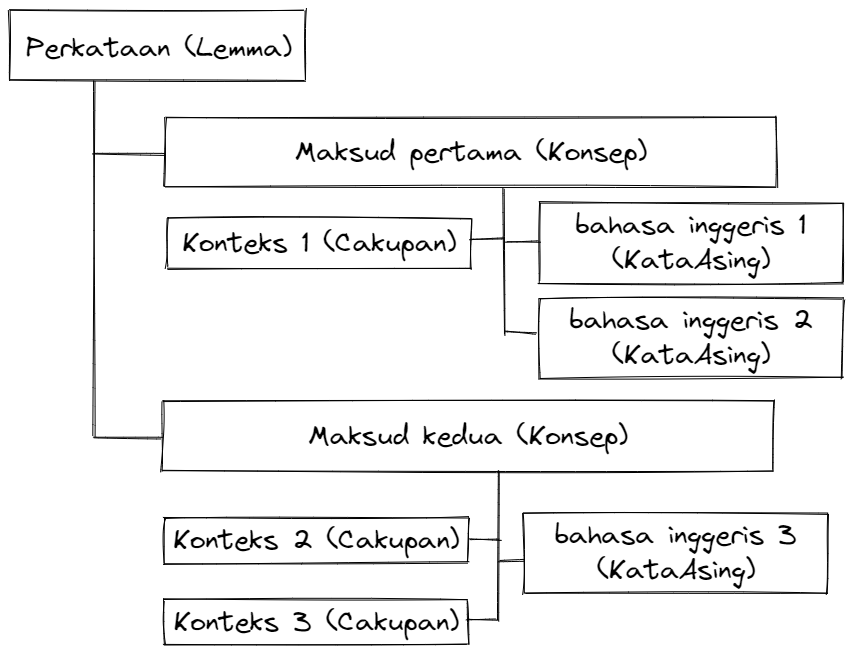 Perkataan (Lemma)
Maksud pertama (Konsep)
Konteks 1 (Cakupan)
bahasa inggeris 1
(KataAsing)
bahasa inggeris 2
(KataAsing)
Maksud kedua (Konsep)
Konteks 2 (Cakupan)
bahasa inggeris 3
(KataAsing)
Konteks 3 (Cakupan)